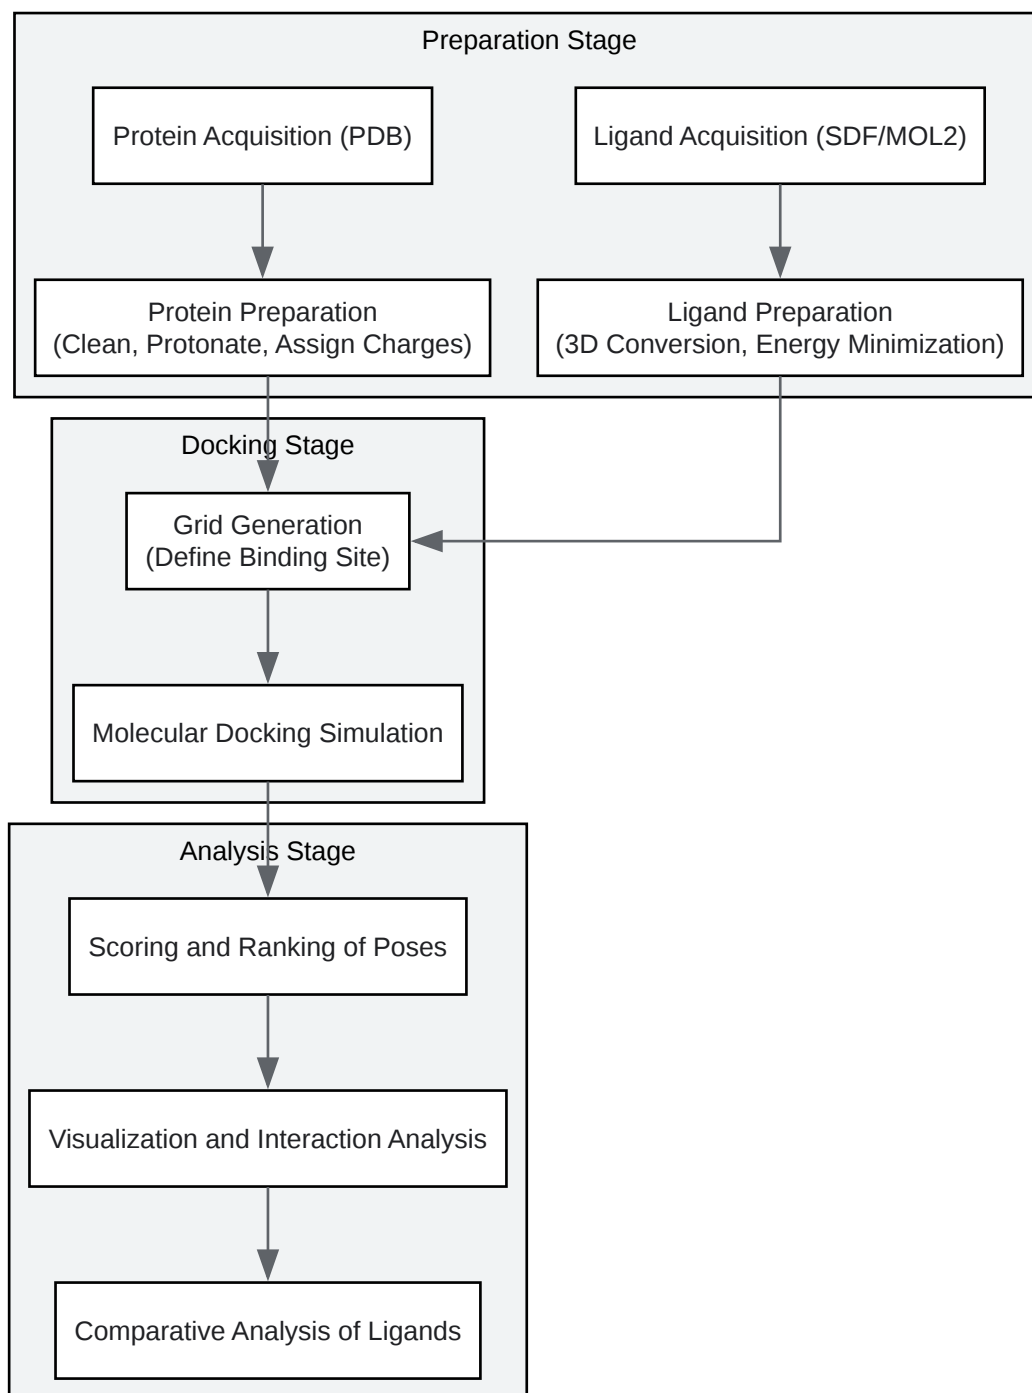 Preparation Stage
Protein Acquisition (PDB)
Ligand Acquisition (SDF/MOL2)
Protein Preparation
(Clean, Protonate, Assign Charges)
Ligand Preparation
(3D Conversion, Energy Minimization)
Docking Stage
Grid Generation
(Define Binding Site)
Molecular Docking Simulation
Analysis Stage
Scoring and Ranking of Poses
Visualization and Interaction Analysis
Comparative Analysis of Ligands